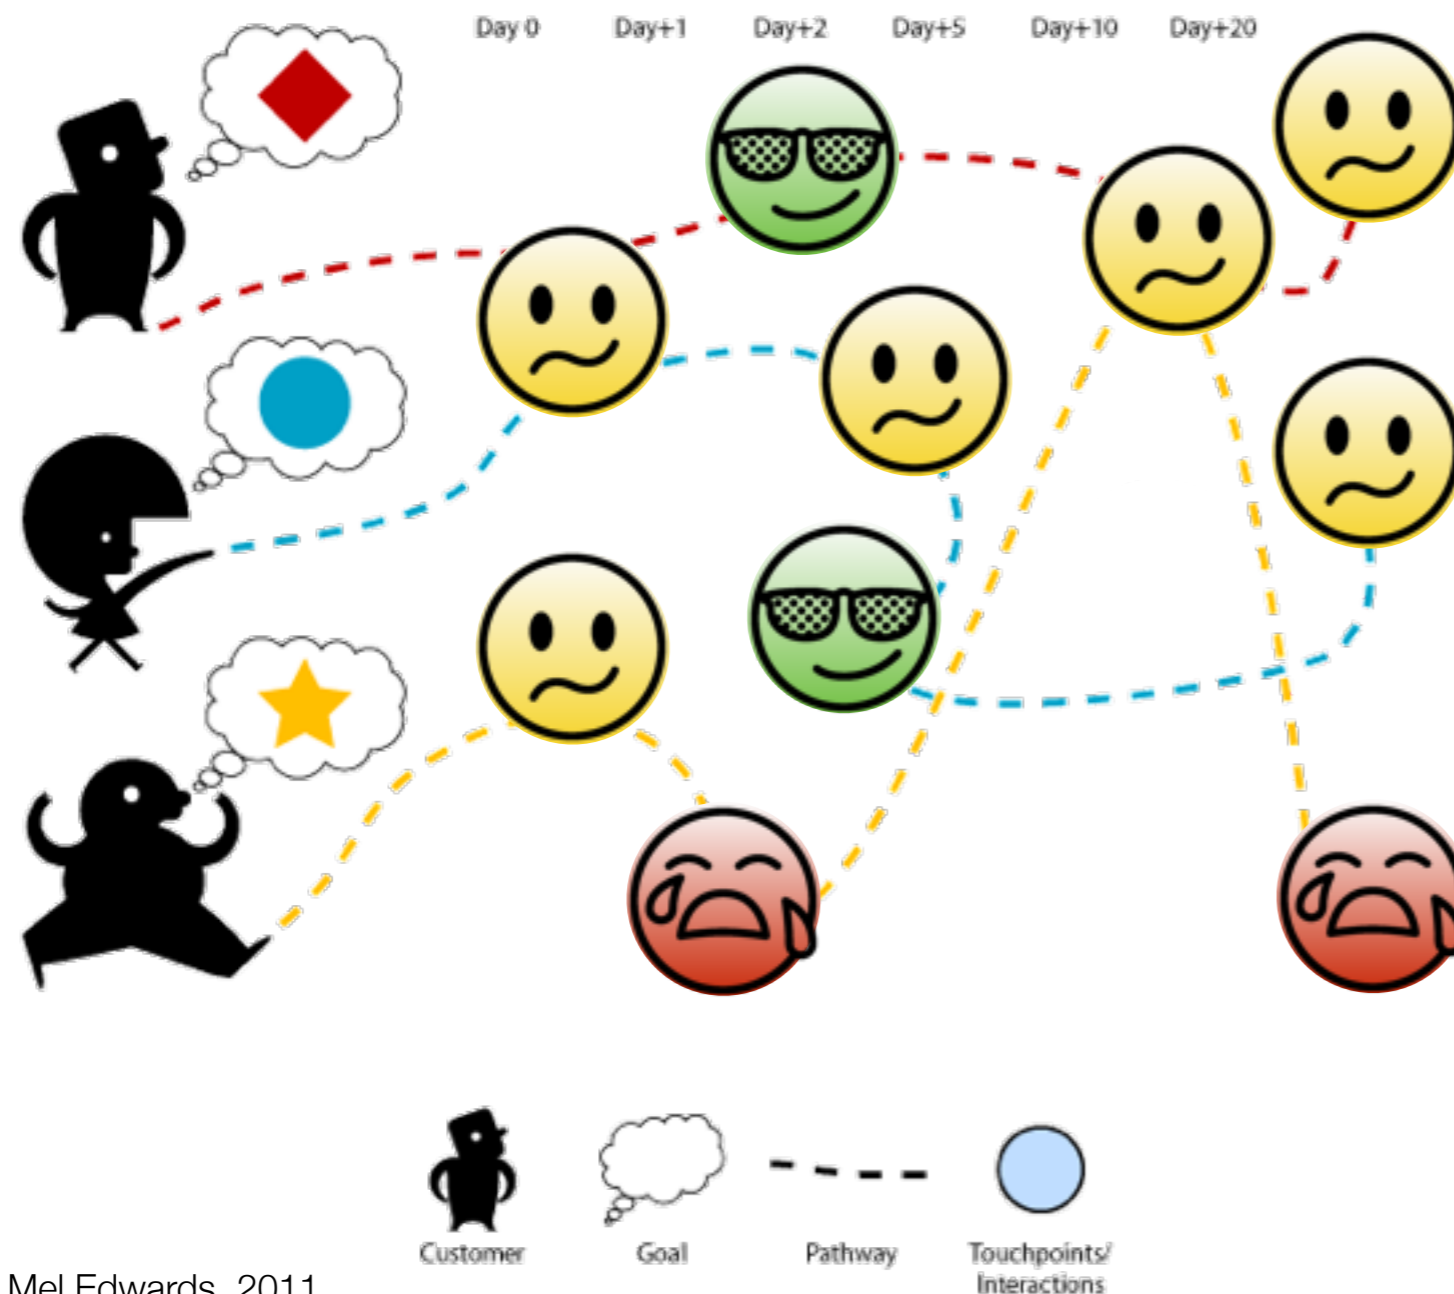 Day 0 Day+1 Day+2 Day+5 Day+10 Day+20
Customer Goal Pathway Touchpoints/
Interactions
Mel Edwards, 2011